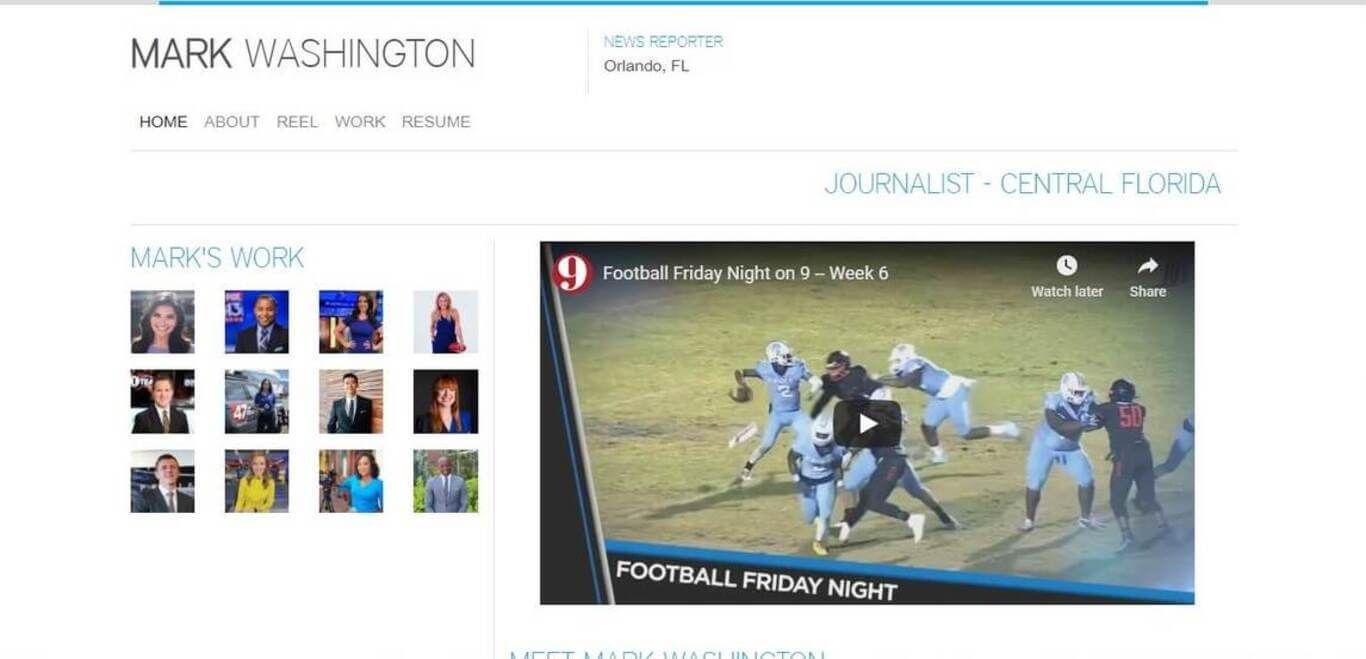 MARK WASHINGTON
NEWS REPORTER
Orlando, FL
HOME ABOUT REEL WORK RESUME
JOURNALIST - CENTRAL FLORIDA
MARK'S WORK
9 Football Friday Night on 9 – Week 6
Watch later Share
2
50
47
FOOTBALL FRIDAY NIGHT
MEET MARK WASHINGTON